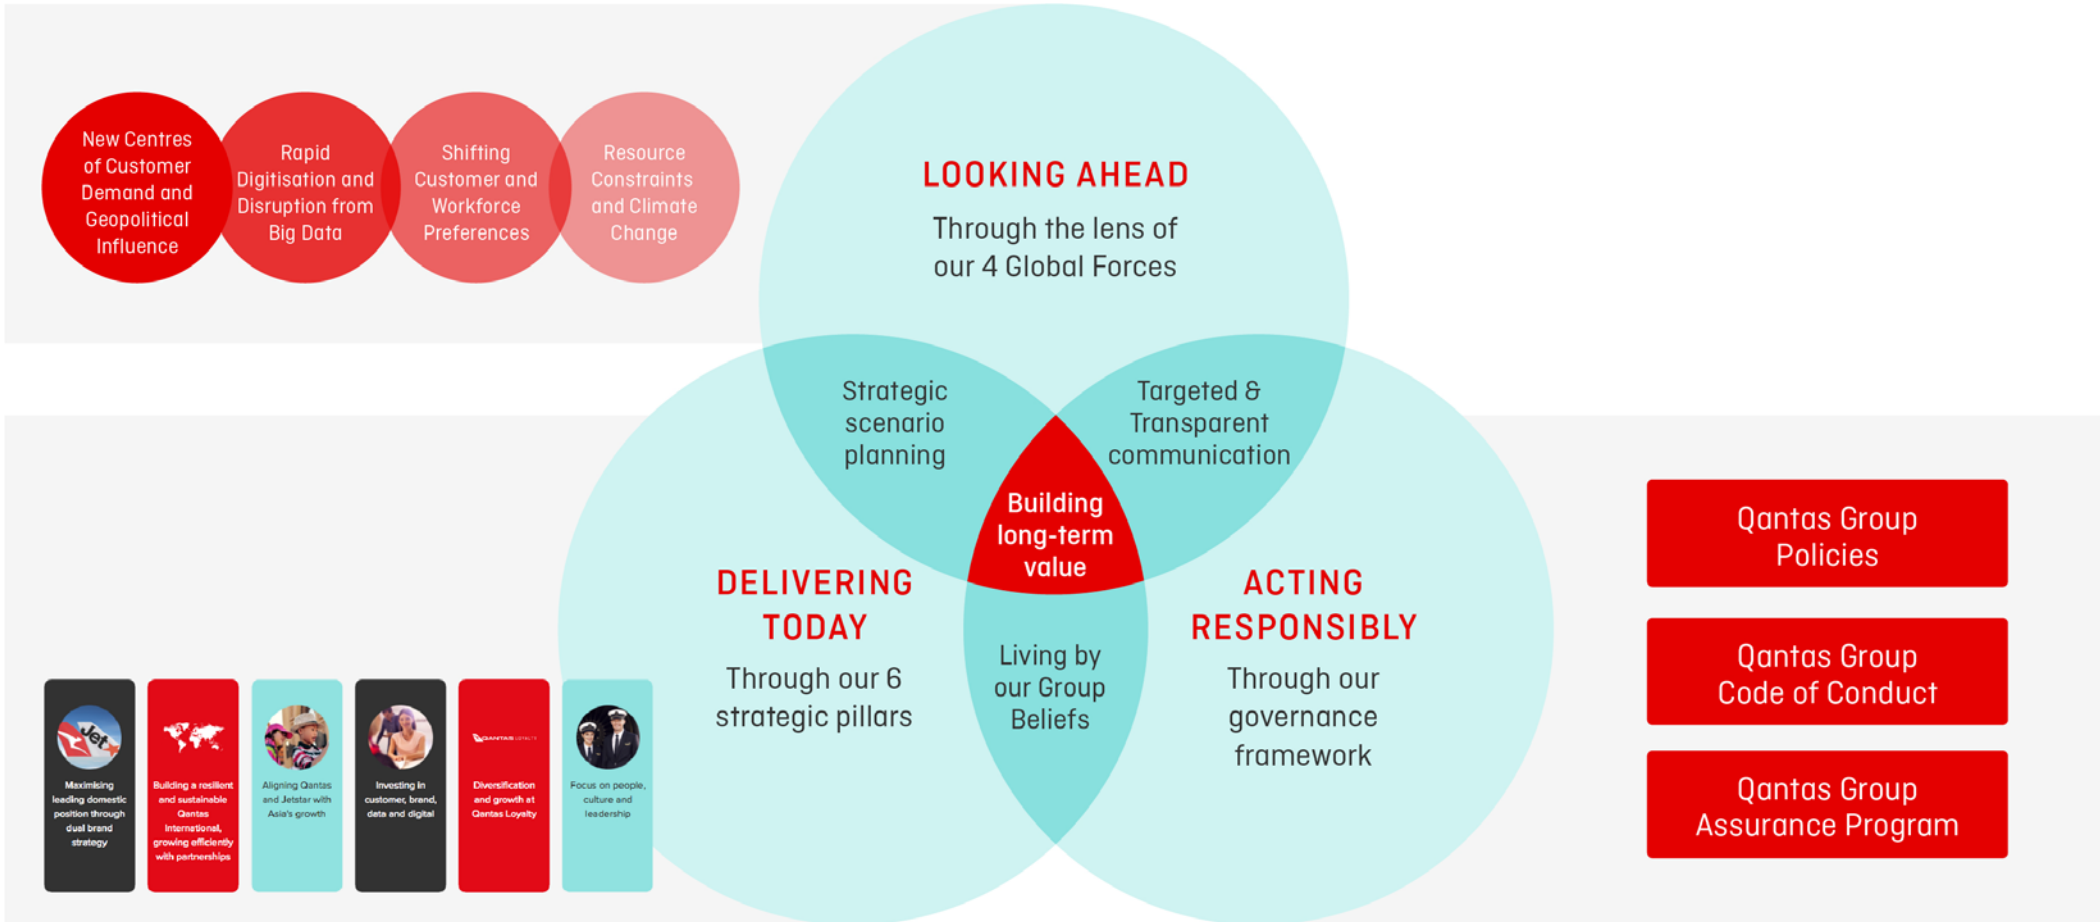 New Centres
of Customer
Demand and
Geopolitical
Influence
Rapid
Digitisation and
Disruption from
Big Data
Shifting
Customer and
Workforce
Preferences
Resource
Constraints
and Climate
Change
LOOKING AHEAD
Through the lens of
our 4 Global Forces
Strategic
scenario
planning
Targeted &
Transparent
communication
Building
long-term
value
DELIVERING
TODAY
Through our 6
strategic pillars
Living by
our Group
Beliefs
ACTING
RESPONSIBLY
Through our
governance
framework
Jet
Maximising
leading domestic
position through
dual brand
strategy
Building a resilient
and sustainable
Qantas
International,
growing efficiently
with partnerships
Aligning Qantas
and Jetstar with
Asia's growth
Investing in
customer, brand,
data and digital
QANTAS LOYALTY
Diversification
and growth at
Qantas Loyalty
Focus on people,
culture and
leadership
Qantas Group
Policies
Qantas Group
Code of Conduct
Qantas Group
Assurance Program